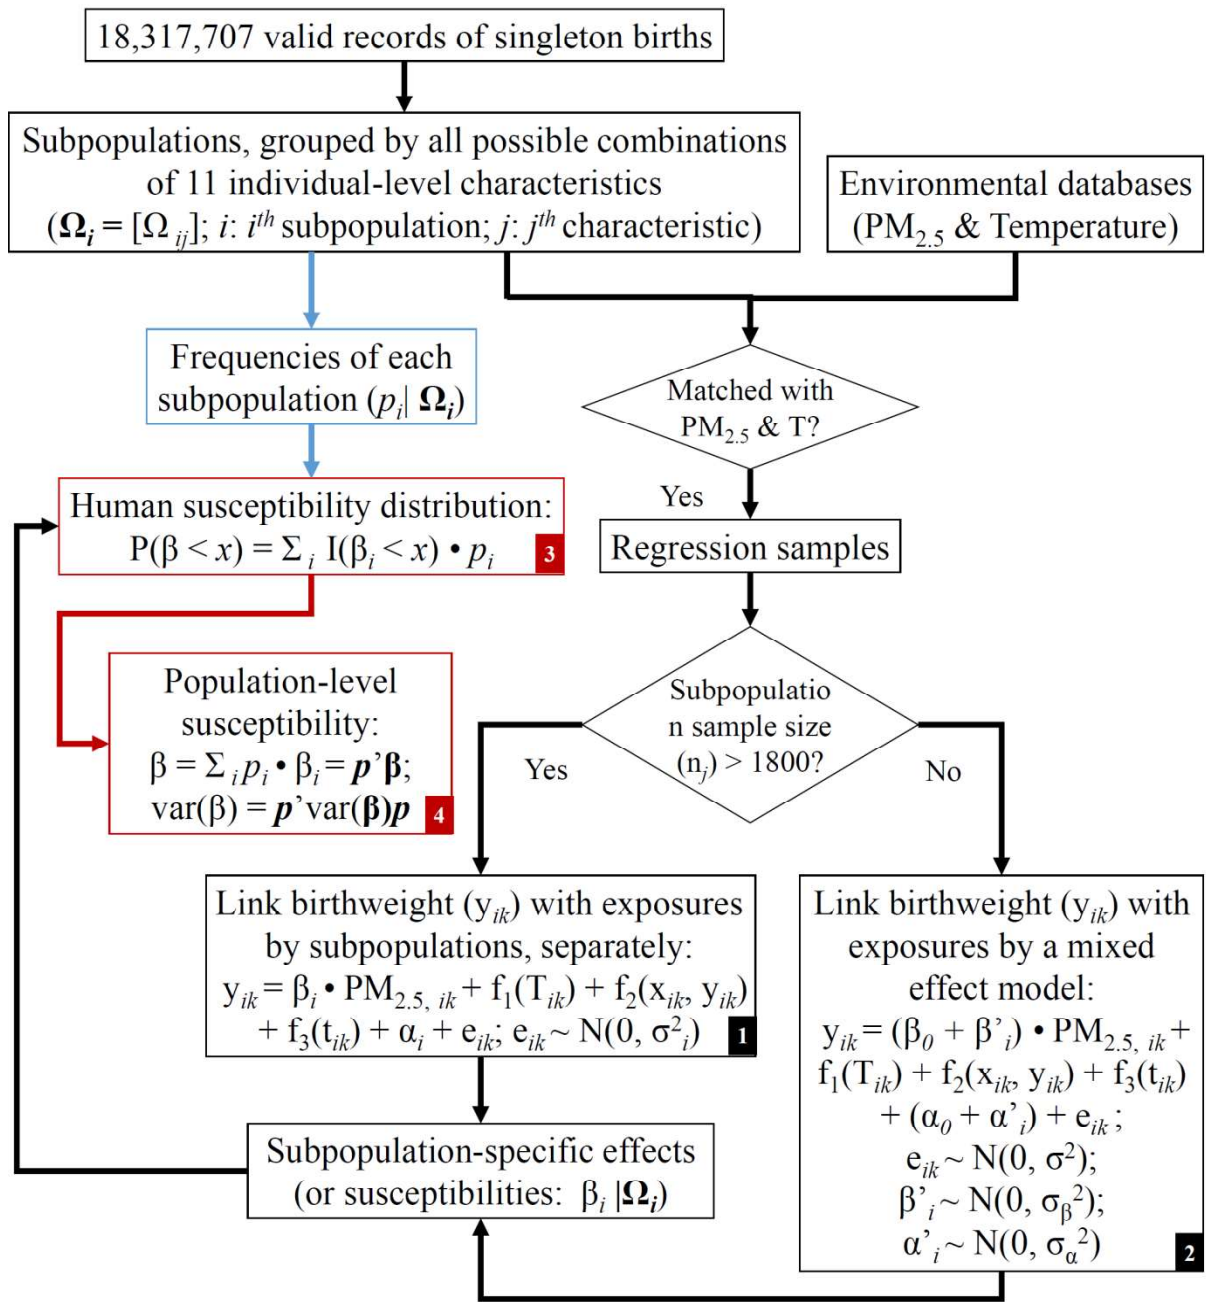 18,317,707 valid records of singleton births
Subpopulations, grouped by all possible combinations
of 11 individual-level characteristics
(Ωᵢ = [Ω ᵢⱼ]; i: iᵗʰ subpopulation; j: jᵗʰ characteristic)
Environmental databases
(PM₂.₅ & Temperature)
Frequencies of each
subpopulation (pᵢ| Ωᵢ)
Matched with
PM₂.₅ & T?
Yes
Human susceptibility distribution:
P(β < x) = Σ ᵢ I(βᵢ < x) • pᵢ
3
Regression samples
Population-level
susceptibility:
β = Σ ᵢ pᵢ • βᵢ = p’β;
var(β) = p’var(β)p
4
Subpopulatio
n sample size
(nⱼ) > 1800?
Yes
No
Link birthweight (yᵢₖ) with exposures
by subpopulations, separately:
yᵢₖ = βᵢ • PM₂.₅, ᵢₖ + f₁(Tᵢₖ) + f₂(xᵢₖ, yᵢₖ)
+ f₃(tᵢₖ) + αᵢ + eᵢₖ; eᵢₖ ~ N(0, σ²ᵢ)
1
Link birthweight (yᵢₖ) with
exposures by a mixed
effect model:
yᵢₖ = (β₀ + β’ᵢ) • PM₂.₅, ᵢₖ +
f₁(Tᵢₖ) + f₂(xᵢₖ, yᵢₖ) + f₃(tᵢₖ)
+ (α₀ + α’ᵢ) + eᵢₖ ;
eᵢₖ ~ N(0, σ²);
β’ᵢ ~ N(0, σᵦ²);
α’ᵢ ~ N(0, σ_α²)
2
Subpopulation-specific effects
(or susceptibilities: βᵢ |Ωᵢ)